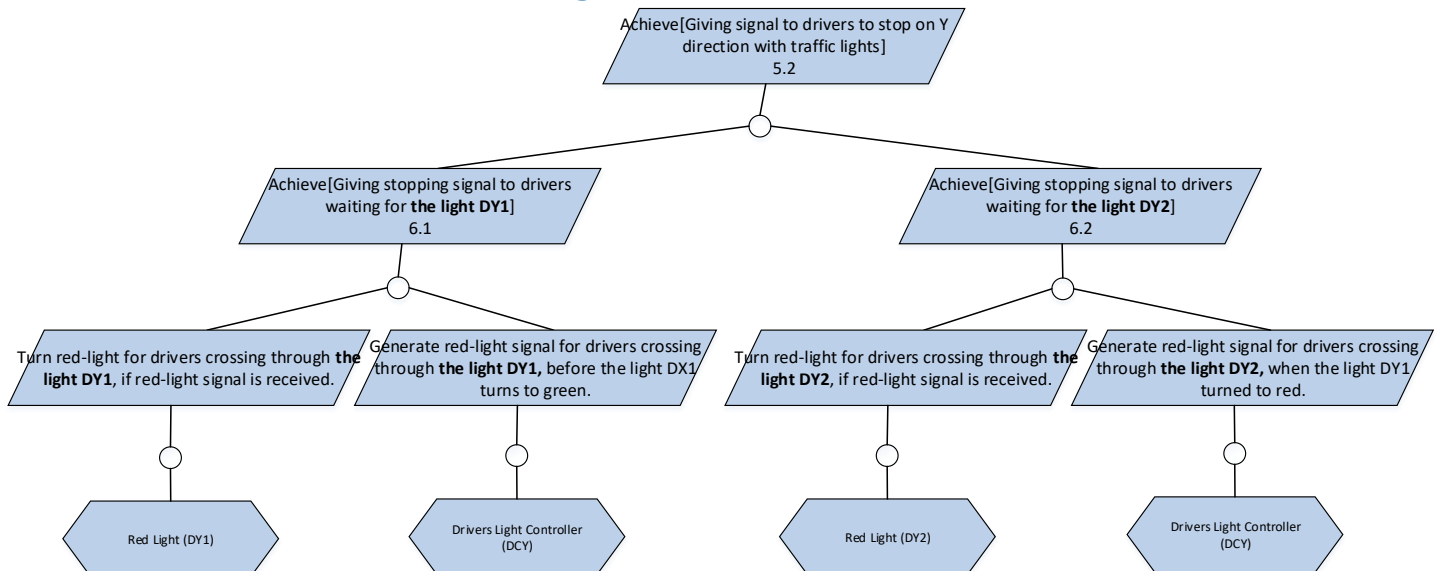 Achieve[Giving signal to drivers to stop on Y
direction with traffic lights]
5.2
Achieve[Giving stopping signal to drivers
waiting for the light DY1]
6.1
Achieve[Giving stopping signal to drivers
waiting for the light DY2]
6.2
Turn red-light for drivers crossing through the
light DY1, if red-light signal is received.
Generate red-light signal for drivers crossing
through the light DY1, before the light DX1
turns to green.
Turn red-light for drivers crossing through the
light DY2, if red-light signal is received.
Generate red-light signal for drivers crossing
through the light DY2, when the light DY1
turned to red.
Red Light (DY1)
Drivers Light Controller
(DCY)
Red Light (DY2)
Drivers Light Controller
(DCY)